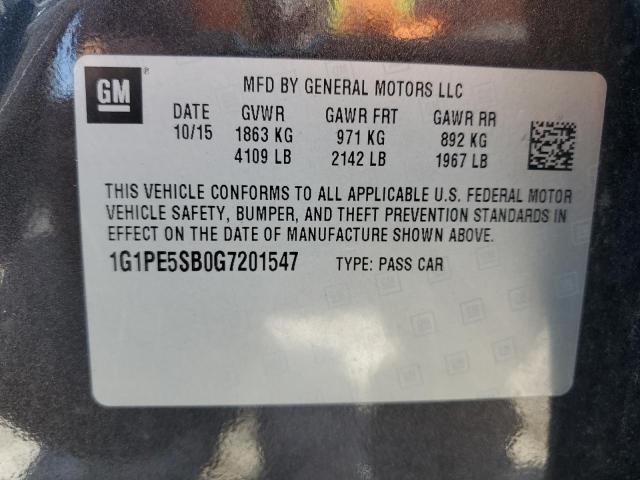 GM®
MFD BY GENERAL MOTORS LLC
DATE GVWR GAWR FRT GAWR RR
10/15 1863 KG 971 KG 892 KG
4109 LB 2142 LB 1967 LB
THIS VEHICLE CONFORMS TO ALL APPLICABLE U.S. FEDERAL MOTOR
VEHICLE SAFETY, BUMPER, AND THEFT PREVENTION STANDARDS IN
EFFECT ON THE DATE OF MANUFACTURE SHOWN ABOVE.
1G1PE5SB0G7201547 TYPE: PASS CAR